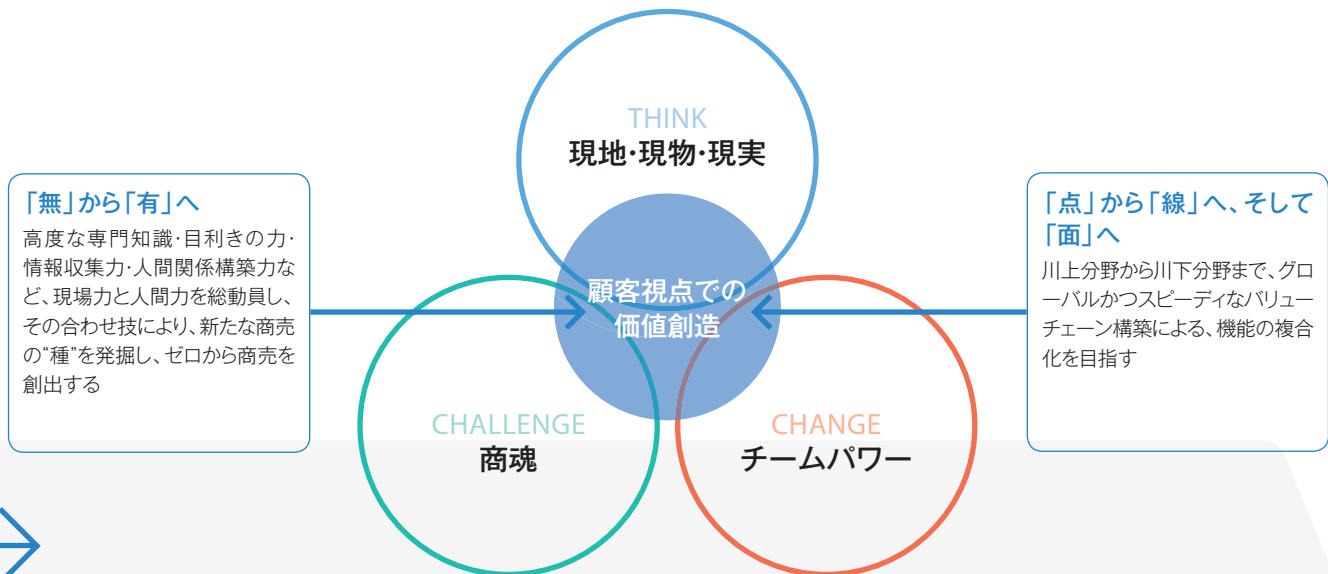 THINK
現地・現物・現実
「無」から「有」へ
高度な専門知識・目利きの力・
情報収集力・人間関係構築力な
ど、現場力と人間力を総動員し、
その合わせ技により、新たな商売
の“種”を発掘し、ゼロから商売を
創出する
顧客視点での
価値創造
「点」から「線」へ、そして
「面」へ
川上分野から川下分野まで、グロ
ーバルかつスピーディなバリュー
チェーン構築による、機能の複合
化を目指す
CHALLENGE
商魂
CHANGE
チームパワー